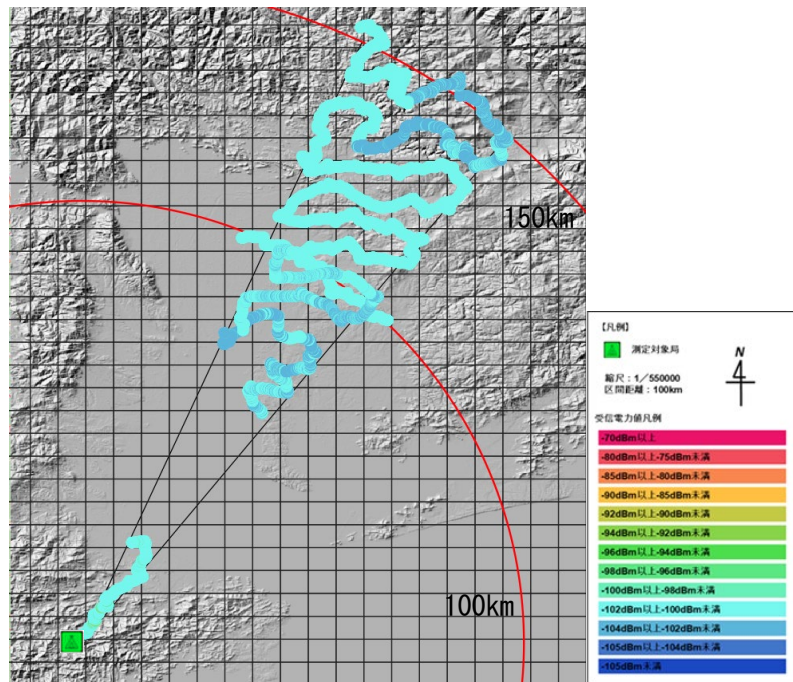 150km
100km
【凡例】
測定対象局
N
4
縮尺：1／550000
区間距離：100km
受信電力値凡例
-70dBm以上
-80dBm以上-75dBm未満
-85dBm以上-80dBm未満
-90dBm以上-85dBm未満
-92dBm以上-90dBm未満
-94dBm以上-92dBm未満
-96dBm以上-94dBm未満
-98dBm以上-96dBm未満
-100dBm以上-98dBm未満
-102dBm以上-100dBm未満
-104dBm以上-102dBm未満
-105dBm以上-104dBm未満
-105dBm未満